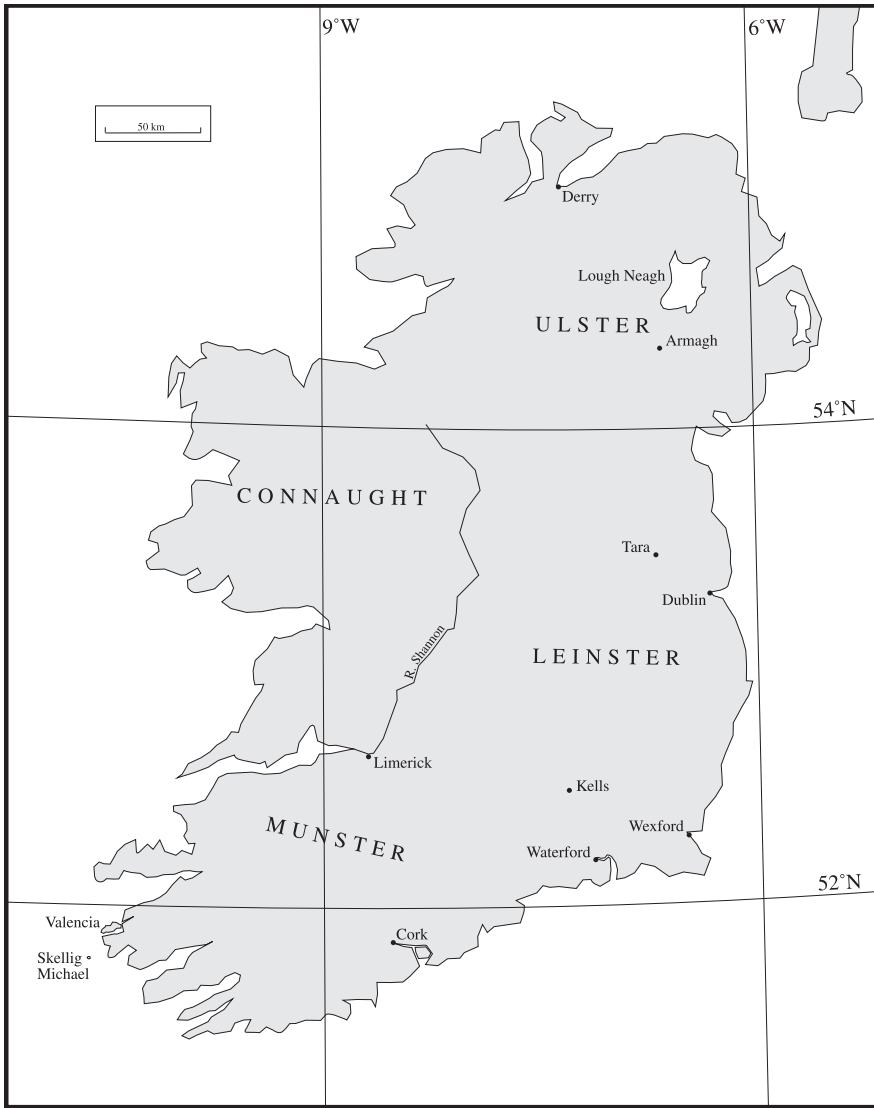 9°W
6°W
50 km
Derry
Lough Neagh
ULSTER
Armagh
54°N
CONNAUGHT
Tara
Dublin
R. Shannon
LEINSTER
Limerick
Kells
MUNSTER
Wexford
Waterford
52°N
Valencia
Cork
Skellig
Michael